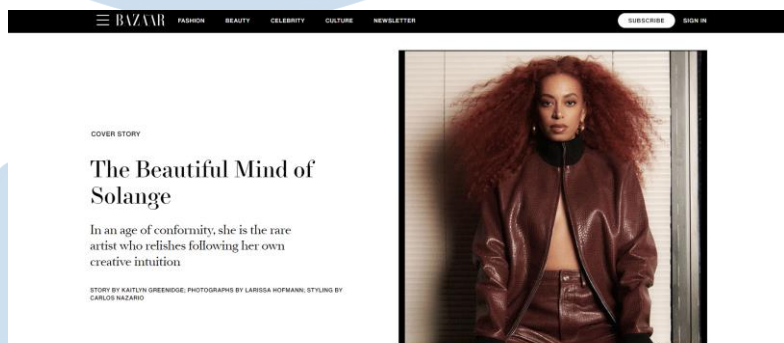 BAZAAR FASHION BEAUTY CELEBRITY CULTURE NEWSLETTER SUBSCRIBE SIGN IN
COVER STORY
The Beautiful Mind of
Solange
In an age of conformity, she is the rare
artist who relishes following her own
creative intuition
STORY BY KAITLYN GREENIDGE; PHOTOGRAPHS BY LARISSA HOFMANN; STYLING BY
CARLOS NAZARIO